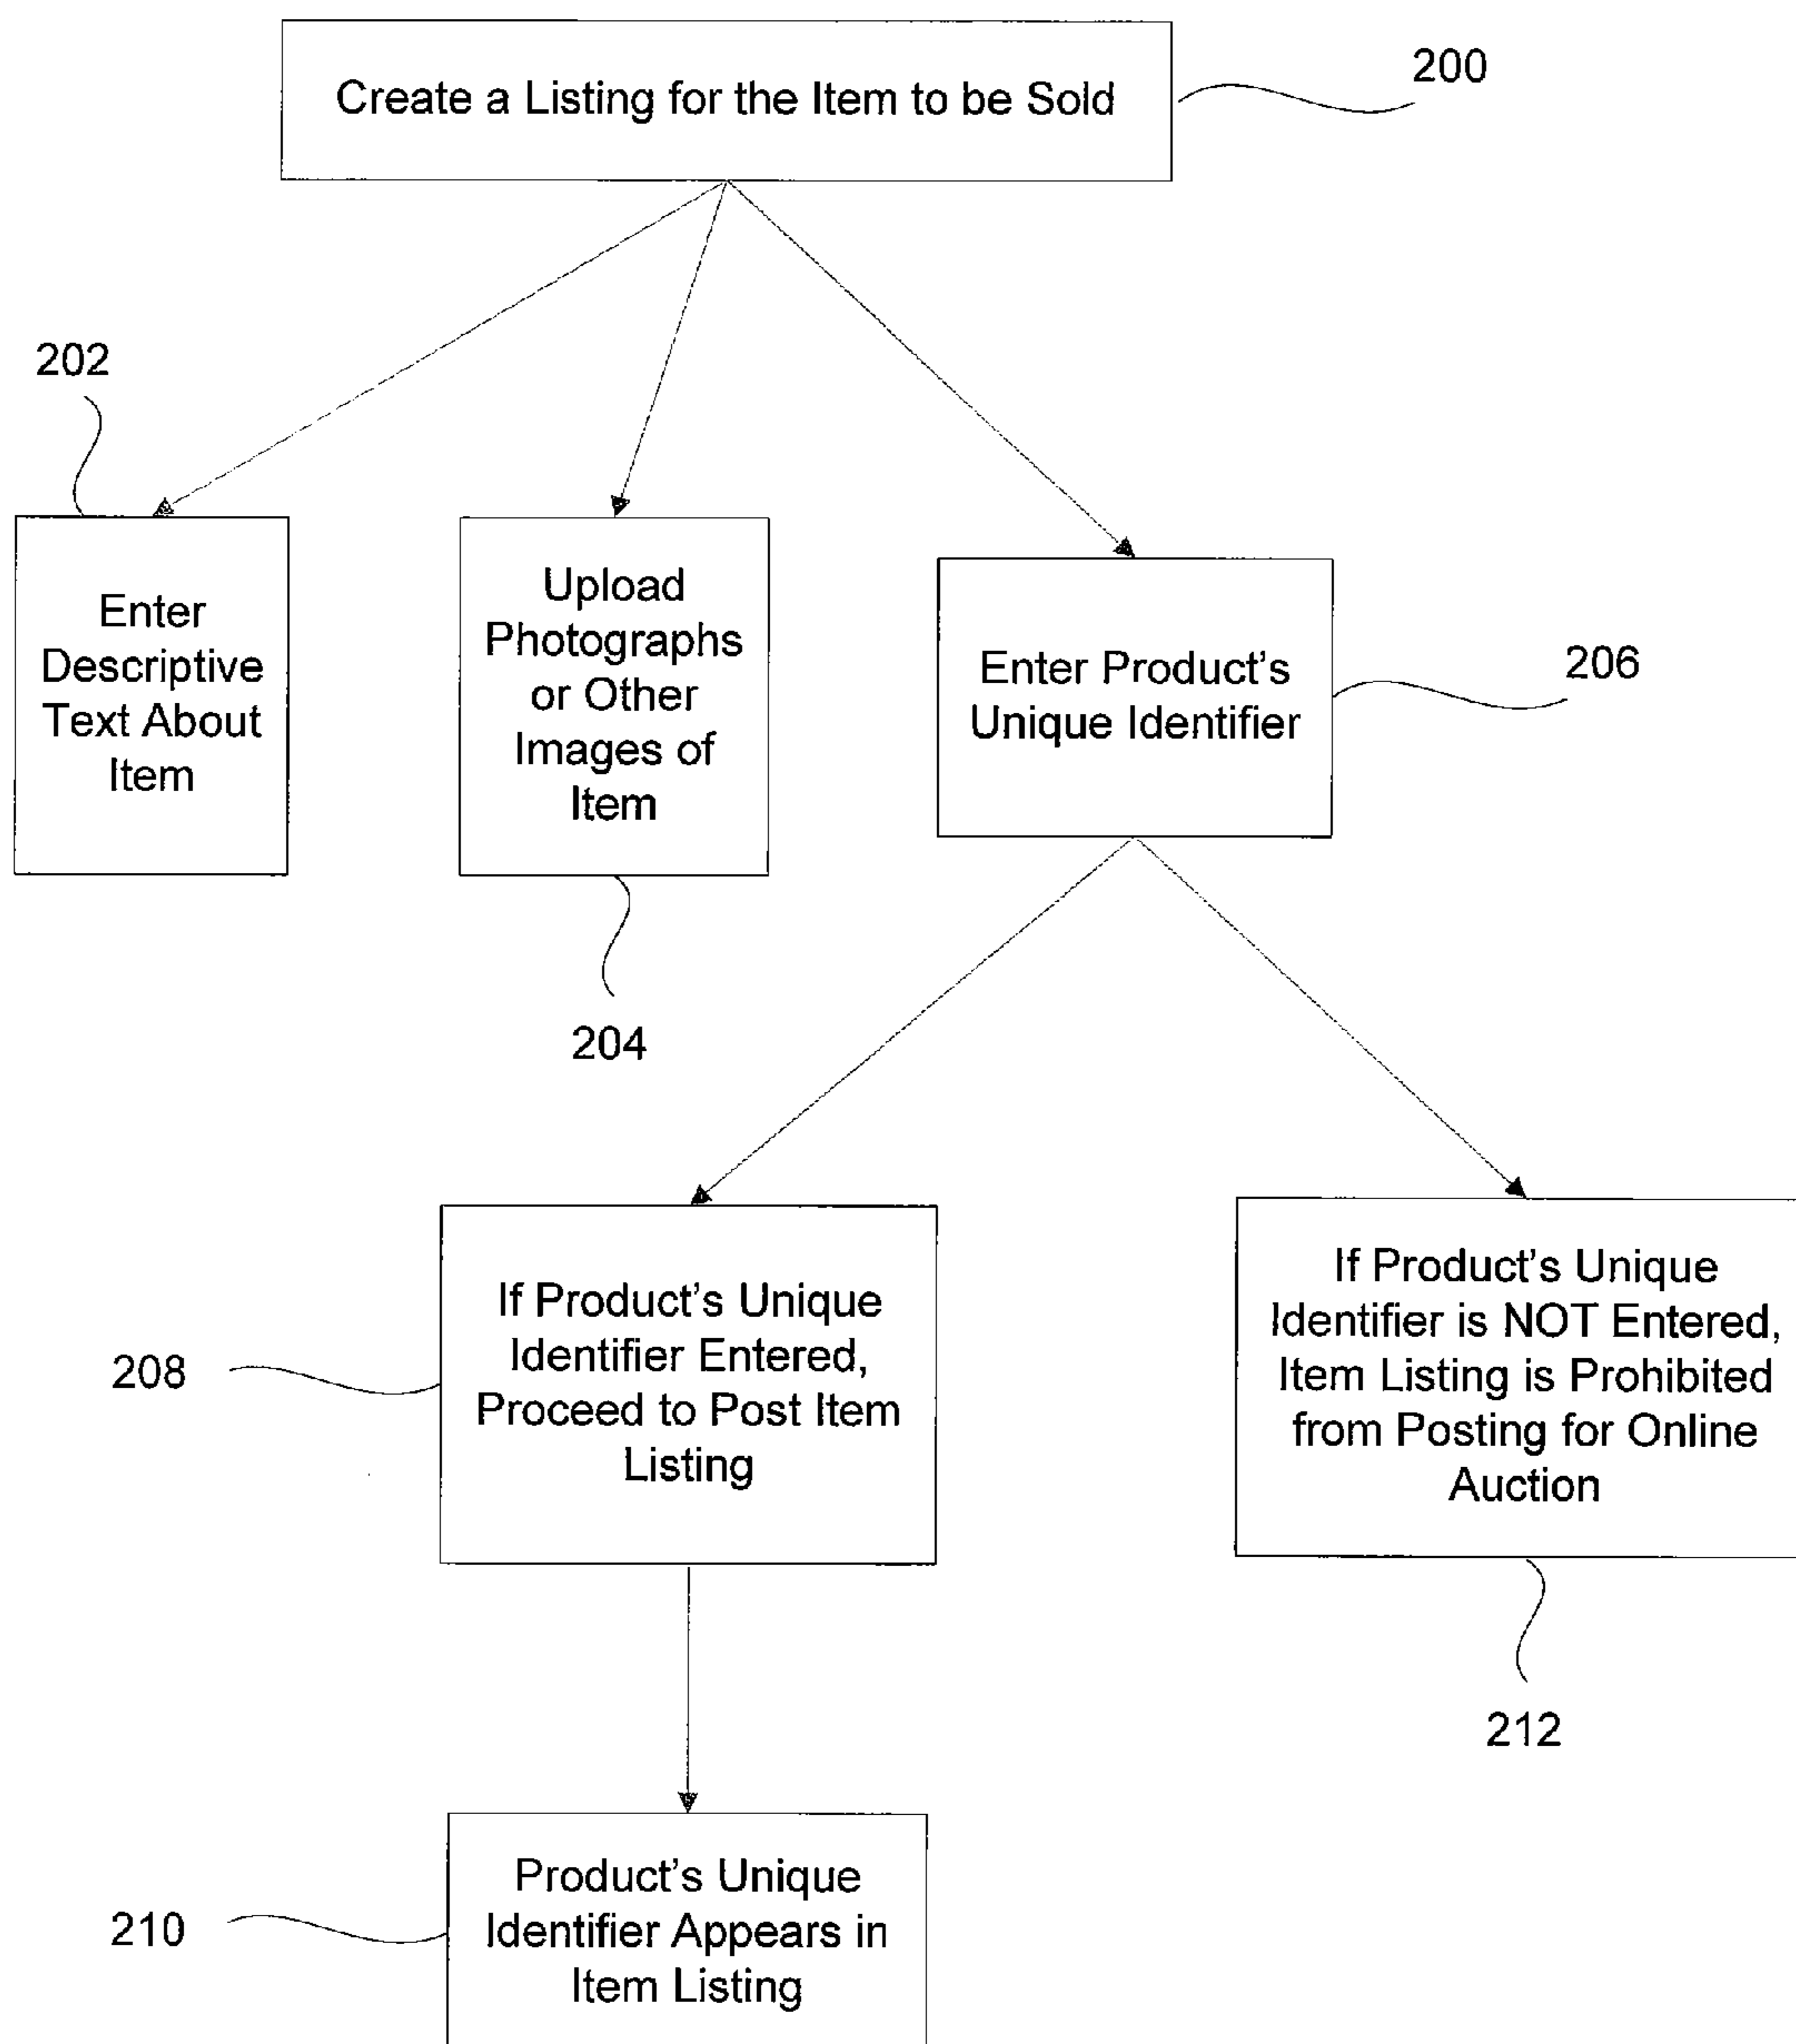 Create a Listing for the Item to be Sold
200
202
Enter
Descriptive
Text About
Item
Upload
Photographs
or Other
Images of
Item
204
Enter Product's
Unique Identifier
206
If Product's Unique
Identifier Entered,
Proceed to Post Item
Listing
208
If Product's Unique
Identifier is NOT Entered,
Item Listing is Prohibited
from Posting for Online
Auction
212
Product's Unique
Identifier Appears in
Item Listing
210